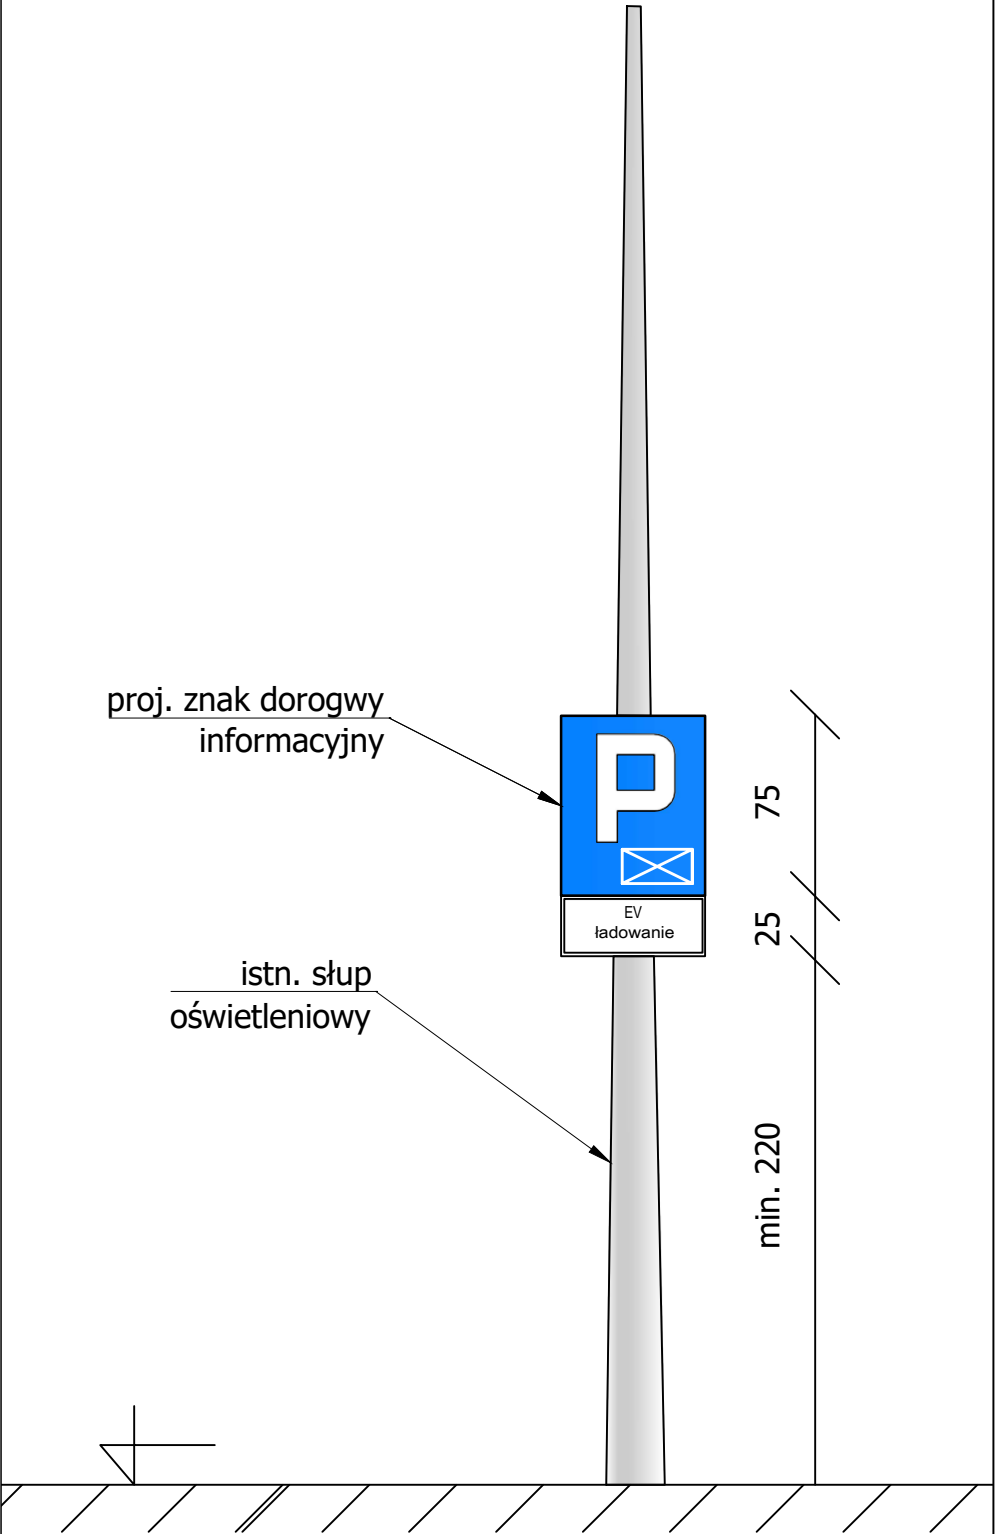 proj. znak dorogwy
informacyjny
P
75
EV
ładowanie
25
istn. słup
oświetleniowy
min. 220